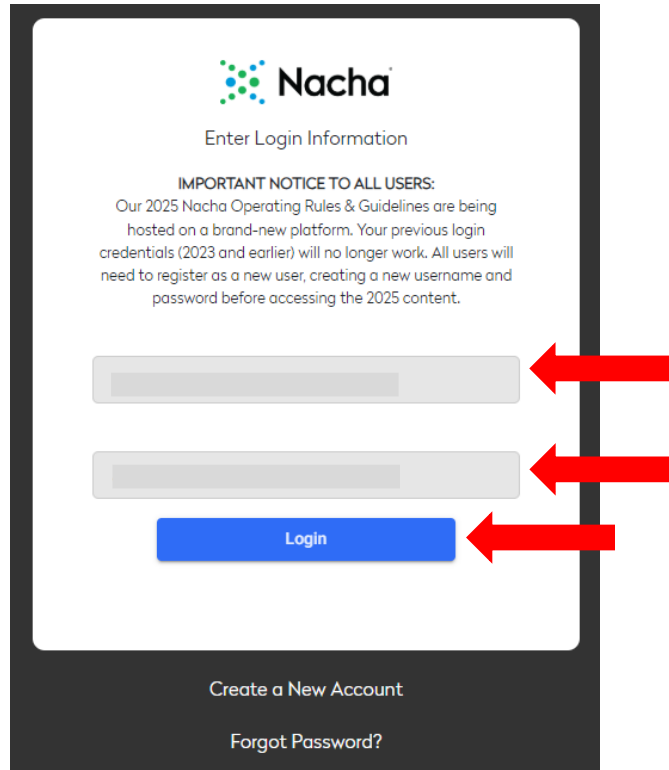 Nacha
Enter Login Information
IMPORTANT NOTICE TO ALL USERS:
Our 2025 Nacha Operating Rules & Guidelines are being
hosted on a brand-new platform. Your previous login
credentials (2023 and earlier) will no longer work. All users will
need to register as a new user, creating a new username and
password before accessing the 2025 content.
Login
Create a New Account
Forgot Password?